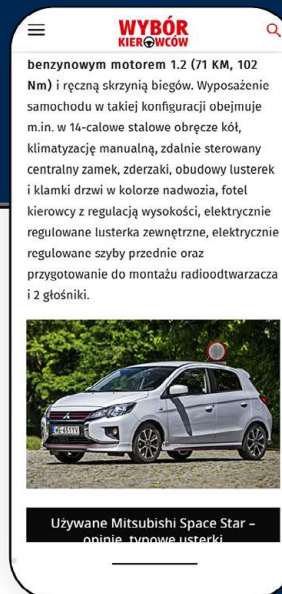 WYBÓR
KIEROWCÓW
benzynowym motorem 1.2 (71 KM, 102
Nm) i ręczną skrzynią biegów. Wyposażenie
samochodu w takiej konfiguracji obejmuje
m.in. w 14-calowe stalowe obręcze kół,
klimatyzację manualną, zdalnie sterowany
centralny zamek, zderzaki, obudowy lusterek
i klamki drzwi w kolorze nadwozia, fotel
kierowcy z regulacją wysokości, elektrycznie
regulowane lusterka zewnętrzne, elektrycznie
regulowane szyby przednie oraz
przygotowanie do montażu radioodtwarzacza
i 2 głośniki.
Używane Mitsubishi Space Star –
opinie, typowe usterki